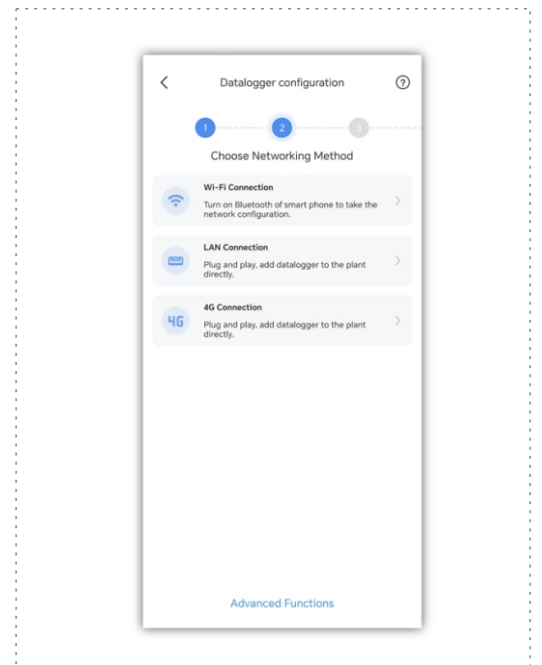 Datalogger configuration
?
1
2
3
Choose Networking Method
Wi-Fi Connection
Turn on Bluetooth of smart phone to take the
network configuration.
LAN Connection
Plug and play, add datalogger to the plant
directly.
4G
4G Connection
Plug and play, add datalogger to the plant
directly.
Advanced Functions